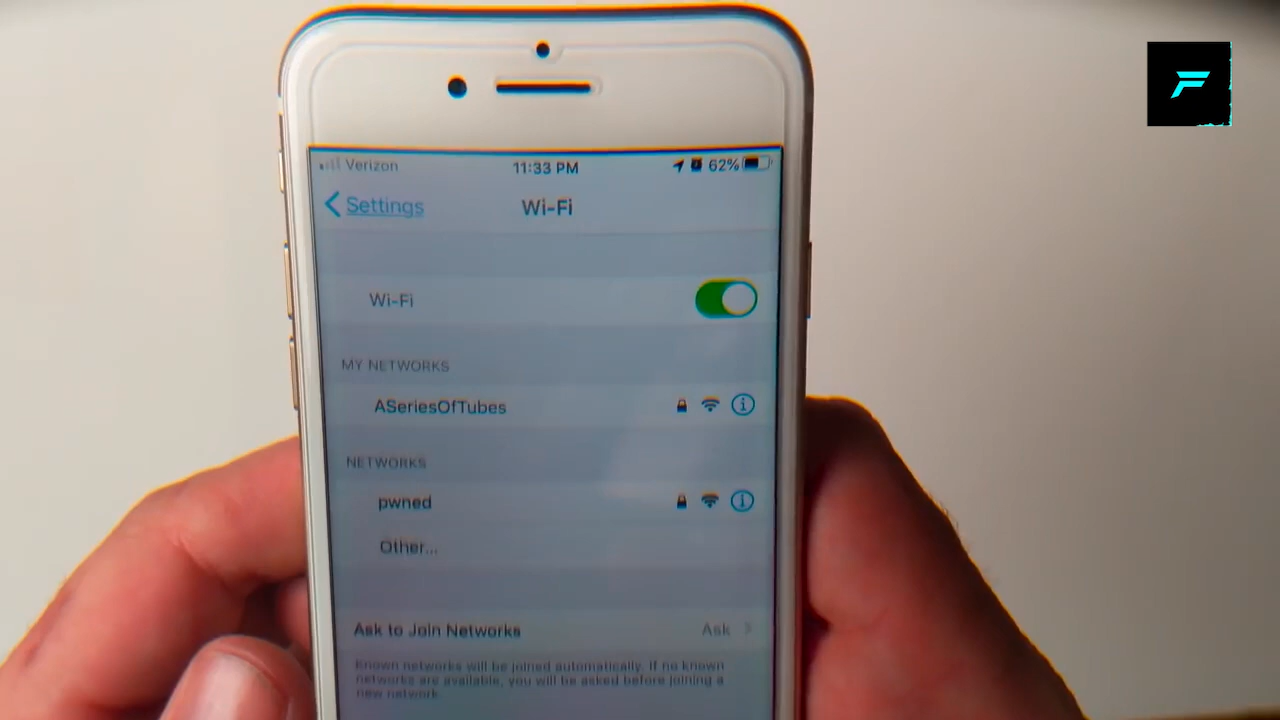 Verizon 11:33 PM 62%
Settings Wi-Fi
Wi-Fi
MY NETWORKS
ASeriesOfTubes
NETWORKS
pwned
Other...
Ask to Join Networks Ask
Known networks will be joined automatically. If no known
networks are available, you will be asked before joining a
new network.